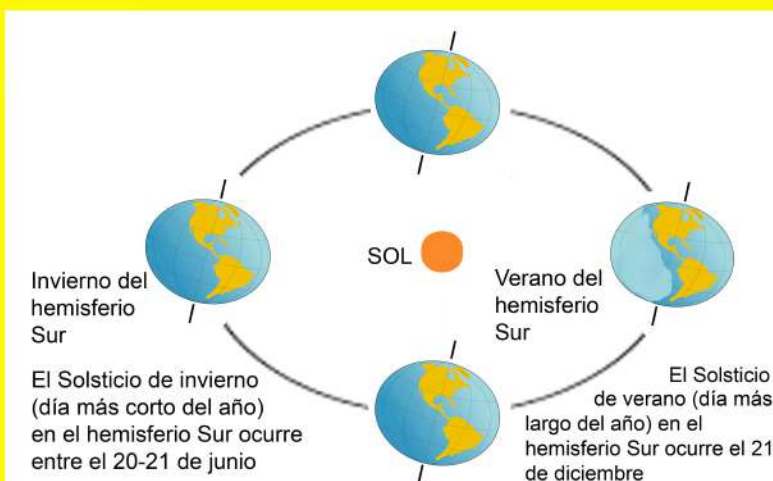 SOL
Invierno del
hemisferio
Sur
Verano del
hemisferio
Sur
El Solsticio de invierno
(día más corto del año)
en el hemisferio Sur ocurre
entre el 20-21 de junio
El Solsticio
de verano (día más
largo del año) en el
hemisferio Sur ocurre el 21
de diciembre